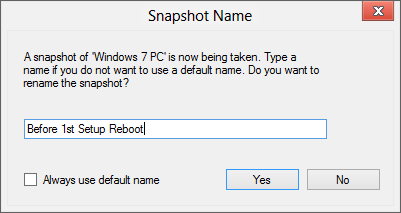 Snapshot Name
A snapshot of 'Windows 7 PC' is now being taken. Type a
name if you do not want to use a default name. Do you want to
rename the snapshot?
Before 1st Setup Reboot
Always use default name
Yes
No